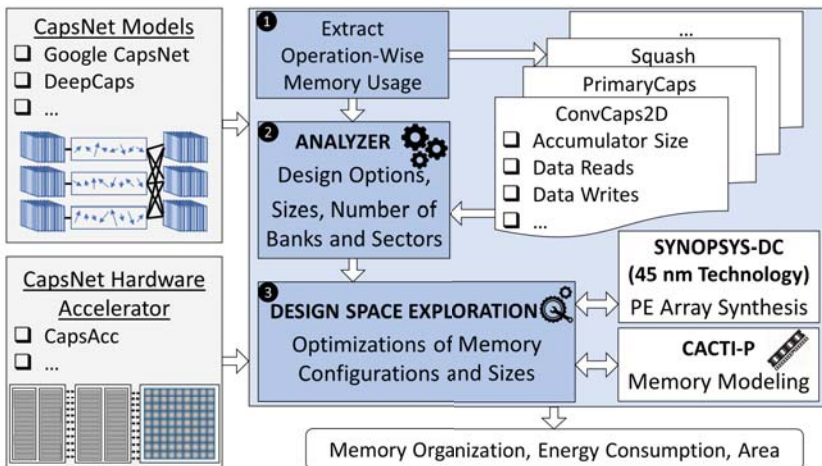 CapsNet Models
❑ Google CapsNet
❑ DeepCaps
❑ ...
CapsNet Hardware
Accelerator
❑ CapsAcc
❑ ...
1
Extract
Operation-Wise
Memory Usage
...
Squash
PrimaryCaps
ConvCaps2D
❑ Accumulator Size
❑ Data Reads
❑ Data Writes
❑ ...
2
ANALYZER
Design Options,
Sizes, Number of
Banks and Sectors
3
DESIGN SPACE EXPLORATION
Optimizations of Memory
Configurations and Sizes
SYNOPSYS-DC
(45 nm Technology)
PE Array Synthesis
CACTI-P
Memory Modeling
Memory Organization, Energy Consumption, Area